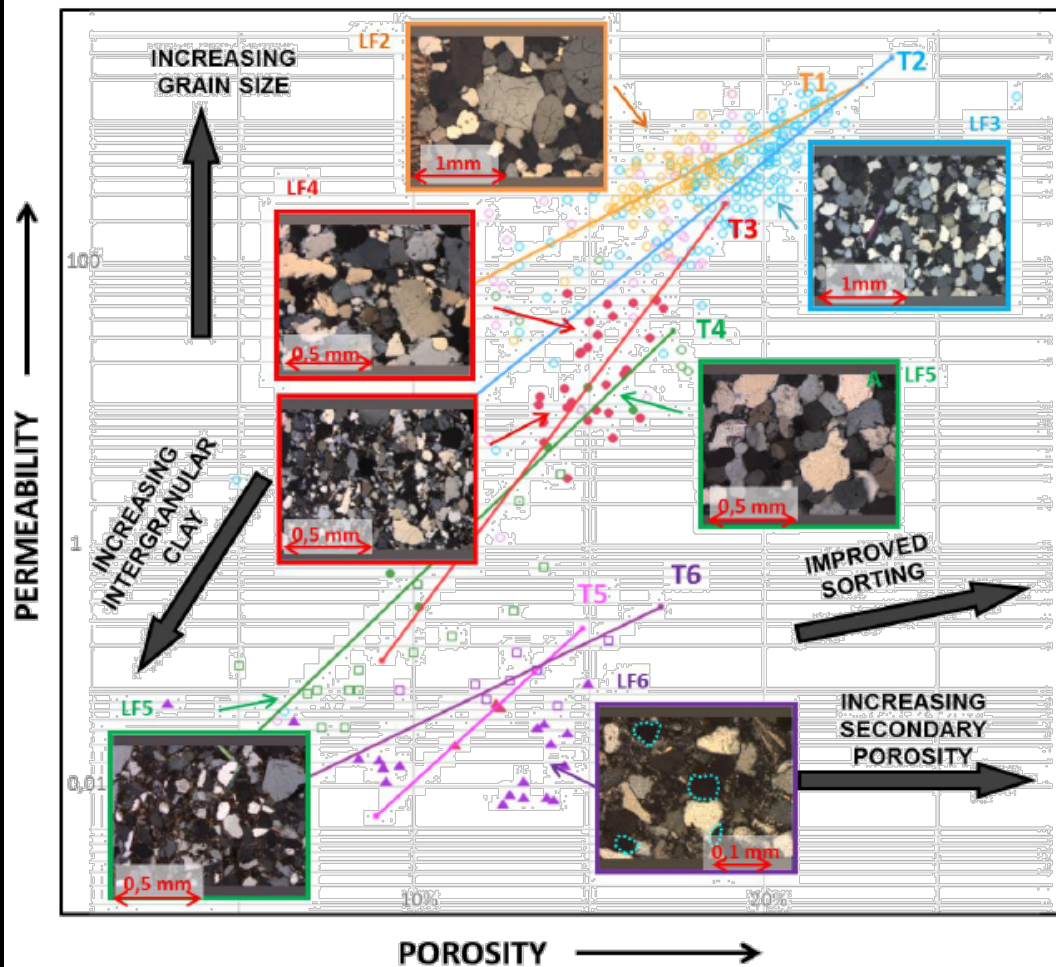 LF2
INCREASING
GRAIN SIZE
T1
T2
1mm
LF3
LF4
1mm
T3
0,5 mm
100
T4
A
LF5
PERMEABILITY
INCREASING
INTERGRANULAR
CLAY
0,5 mm
0,5 mm
1
IMPROVED
SORTING
T5
T6
LF5
LF6
INCREASING
SECONDARY
POROSITY
0,01
0,5 mm
0,1 mm
10%
20%
POROSITY